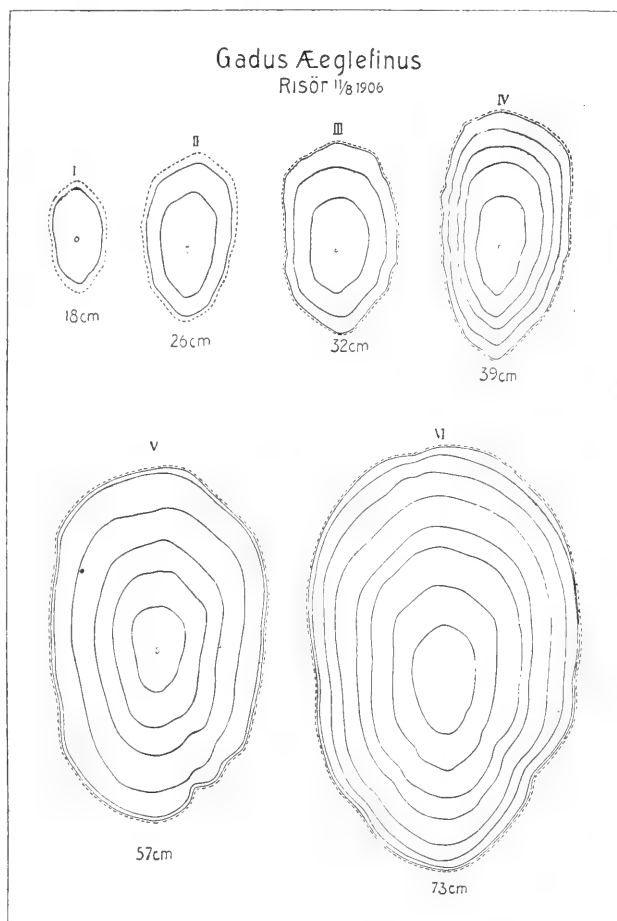 Gadus Æeglefinus
Risör 11/8 1906
I
II
III
IV
18cm
26cm
32cm
39cm
V
VI
57cm
73cm